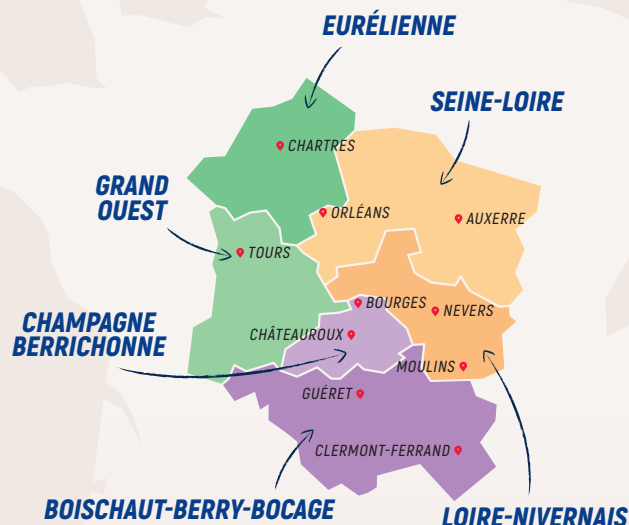 EURÉLIENNE
SEINE-LOIRE
CHARTRES
GRAND
OUEST
ORLÉANS
AUXERRE
TOURS
BOURGES
NEVERS
CHAMPAGNE
BERRICHONNE
CHÂTEAUROUX
MOULINS
GUÉRET
CLERMONT-FERRAND
BOISCHAUT-BERRY-BOCAGE
LOIRE-NIVERNAIS